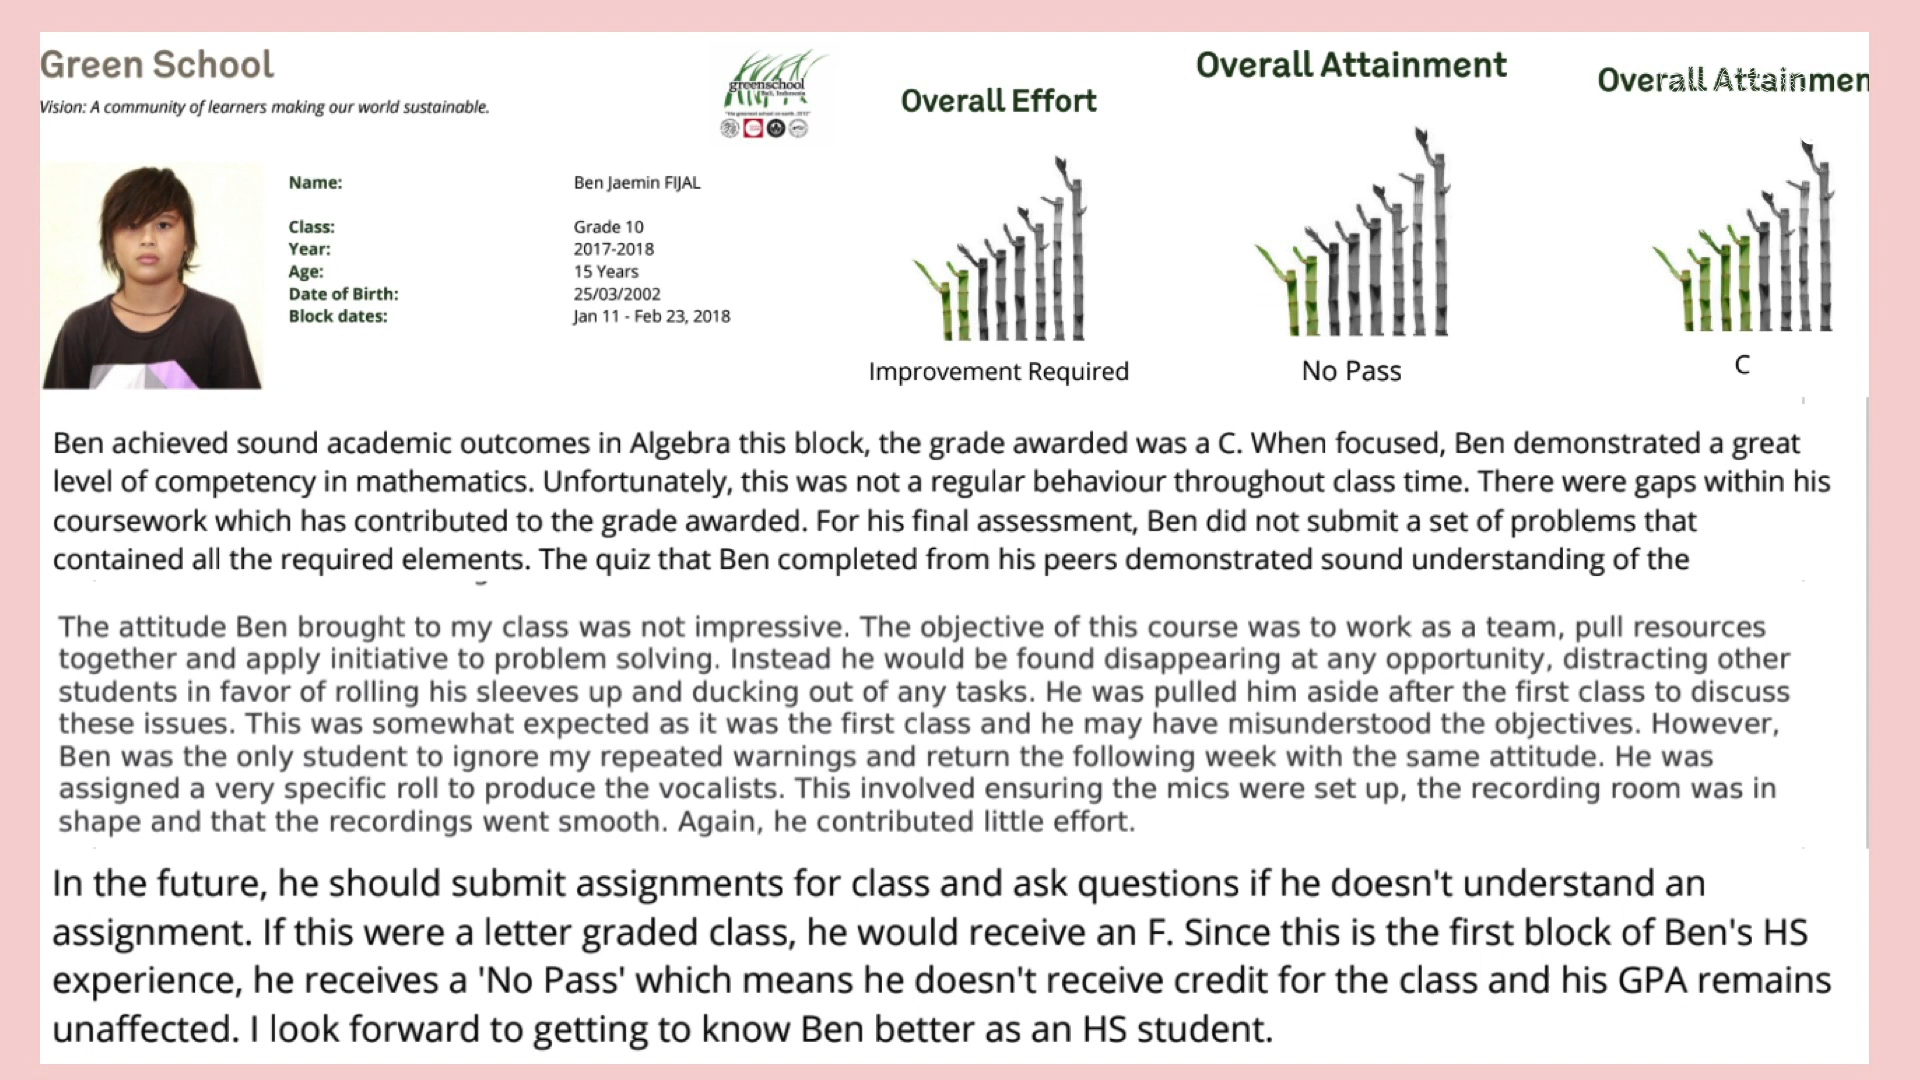 Green School
Vision: A community of learners making our world sustainable.
greenschool
Bali, Indonesia
Name: Ben Jaemin FIJAL
Class: Grade 10
Year: 2017-2018
Age: 15 Years
Date of Birth: 25/03/2002
Block dates: Jan 11 - Feb 23, 2018
Overall Effort
Improvement Required
Overall Attainment
No Pass
Overall Attainmen
C
Ben achieved sound academic outcomes in Algebra this block, the grade awarded was a C. When focused, Ben demonstrated a great
level of competency in mathematics. Unfortunately, this was not a regular behaviour throughout class time. There were gaps within his
coursework which has contributed to the grade awarded. For his final assessment, Ben did not submit a set of problems that
contained all the required elements. The quiz that Ben completed from his peers demonstrated sound understanding of the
The attitude Ben brought to my class was not impressive. The objective of this course was to work as a team, pull resources
together and apply initiative to problem solving. Instead he would be found disappearing at any opportunity, distracting other
students in favor of rolling his sleeves up and ducking out of any tasks. He was pulled him aside after the first class to discuss
these issues. This was somewhat expected as it was the first class and he may have misunderstood the objectives. However,
Ben was the only student to ignore my repeated warnings and return the following week with the same attitude. He was
assigned a very specific roll to produce the vocalists. This involved ensuring the mics were set up, the recording room was in
shape and that the recordings went smooth. Again, he contributed little effort.
In the future, he should submit assignments for class and ask questions if he doesn't understand an
assignment. If this were a letter graded class, he would receive an F. Since this is the first block of Ben's HS
experience, he receives a 'No Pass' which means he doesn't receive credit for the class and his GPA remains
unaffected. I look forward to getting to know Ben better as an HS student.